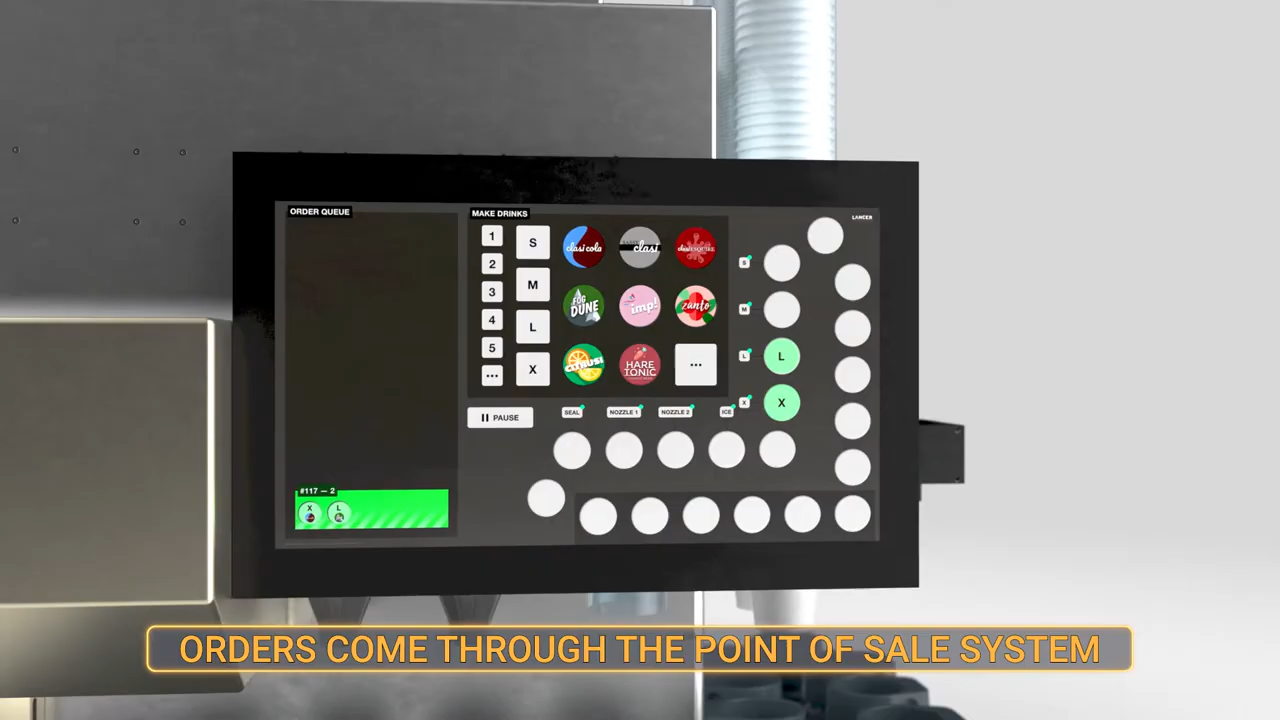 ORDER QUEUE
MAKE DRINKS
LANCER
1
2
3
4
5
...
S
M
L
X
clasi cola
clasi
FOG DUNE
imp!
zanto
CITRUS!
HARE TONIC
...
S
M
L
X
L
X
PAUSE
SEAL
NOZZLE 1
NOZZLE 2
ICE
#117 — 2
X
L
ORDERS COME THROUGH THE POINT OF SALE SYSTEM